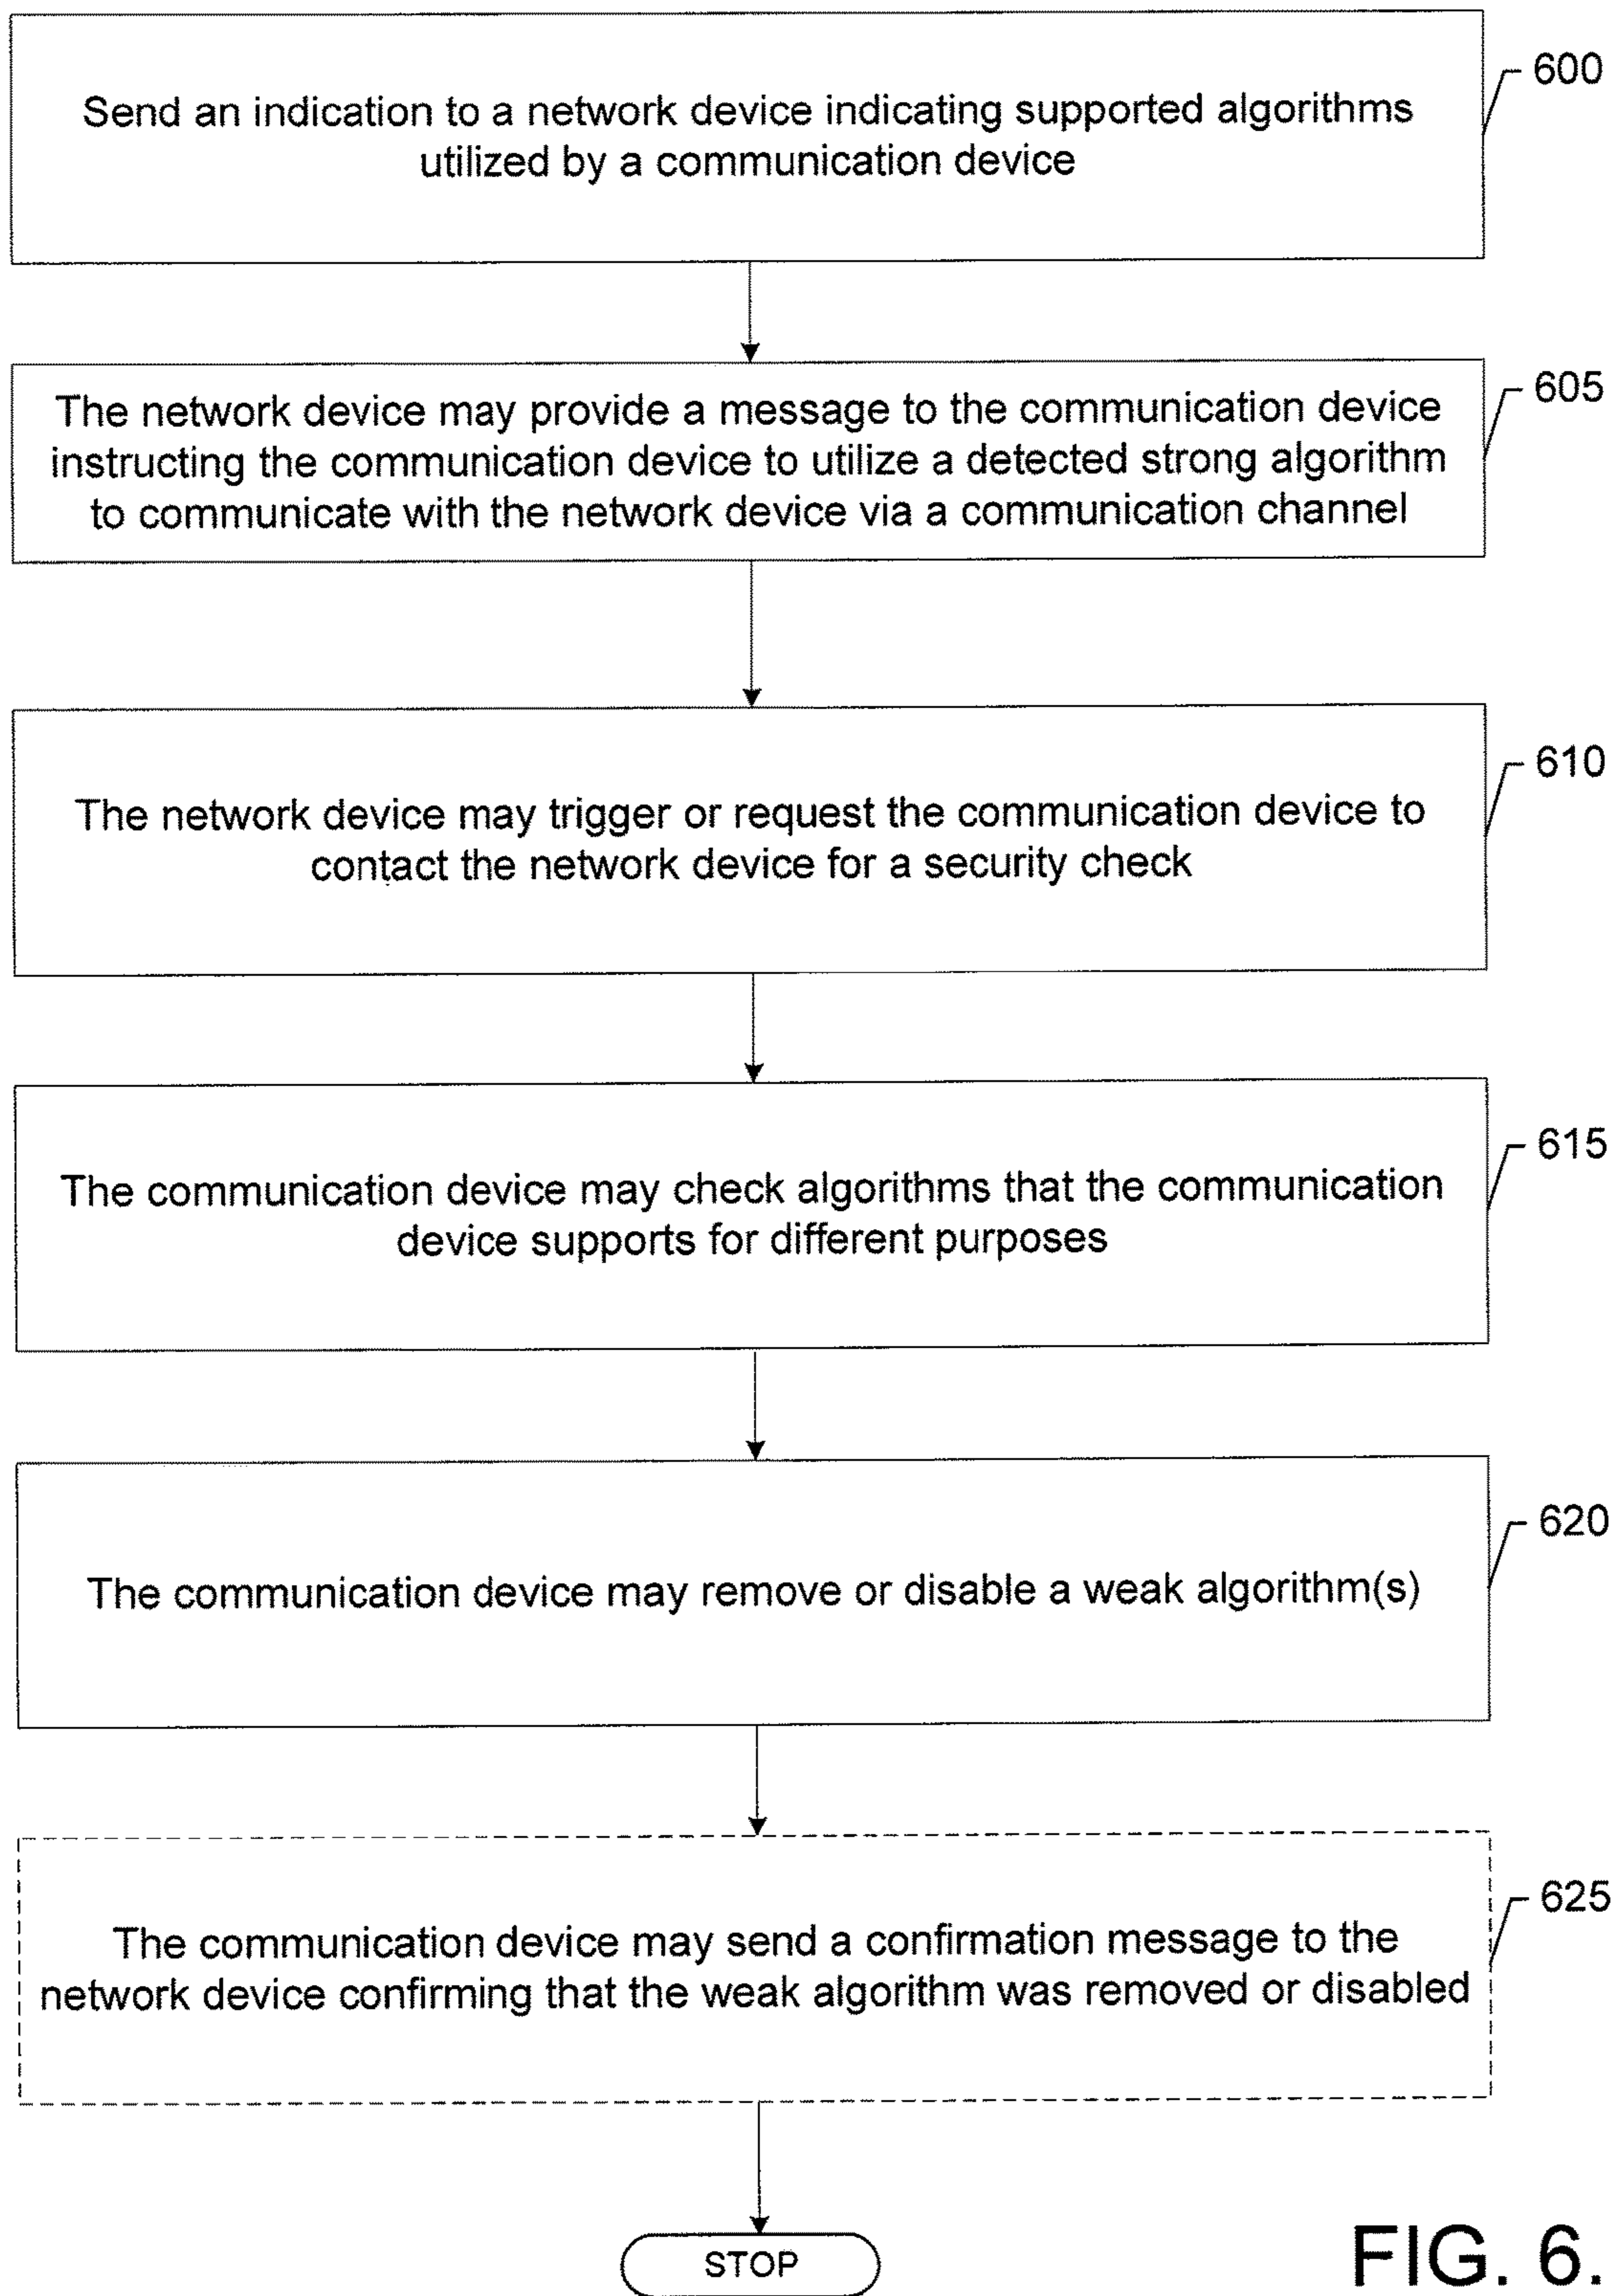 600
Send an indication to a network device indicating supported algorithms
utilized by a communication device
605
The network device may provide a message to the communication device
instructing the communication device to utilize a detected strong algorithm
to communicate with the network device via a communication channel
610
The network device may trigger or request the communication device to
contact the network device for a security check
615
The communication device may check algorithms that the communication
device supports for different purposes
620
The communication device may remove or disable a weak algorithm(s)
625
The communication device may send a confirmation message to the
network device confirming that the weak algorithm was removed or disabled
STOP
FIG. 6.